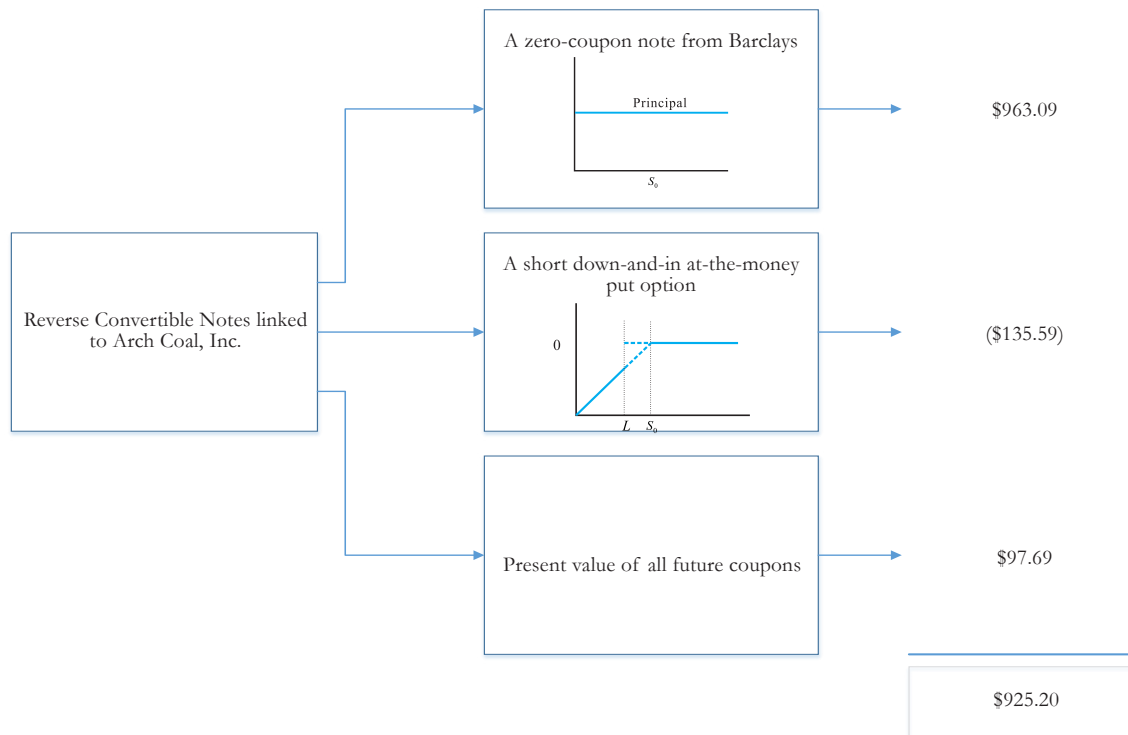 A zero-coupon note from Barclays
Principal
S₀
$963.09
Reverse Convertible Notes linked
to Arch Coal, Inc.
A short down-and-in at-the-money
put option
0
L S₀
($135.59)
Present value of all future coupons
$97.69
$925.20